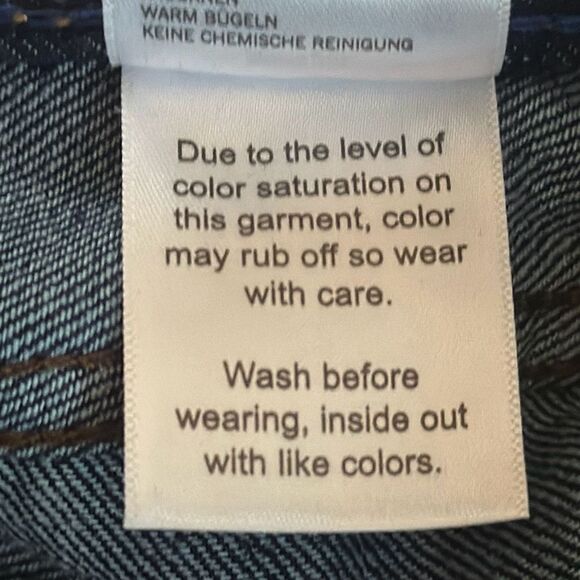 WARM BÜGELN
KEINE CHEMISCHE REINIGUNG
Due to the level of
color saturation on
this garment, color
may rub off so wear
with care.
Wash before
wearing, inside out
with like colors.